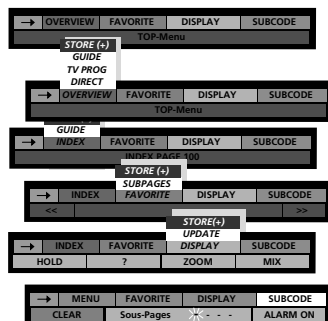 → OVERVIEW FAVORITE DISPLAY SUBCODE
TOP-Menu
STORE (+)
GUIDE
TV PROG
DIRECT
→ OVERVIEW FAVORITE DISPLAY SUBCODE
TOP-Menu
GUIDE
→ INDEX FAVORITE DISPLAY SUBCODE
INDEX PAGE 100
STORE (+)
SUBPAGES
→ INDEX FAVORITE DISPLAY SUBCODE
<< >>
STORE(+)
UPDATE
→ INDEX FAVORITE DISPLAY SUBCODE
HOLD ? ZOOM MIX
→ MENU FAVORITE DISPLAY SUBCODE
CLEAR Sous-Pages - - - ALARM ON